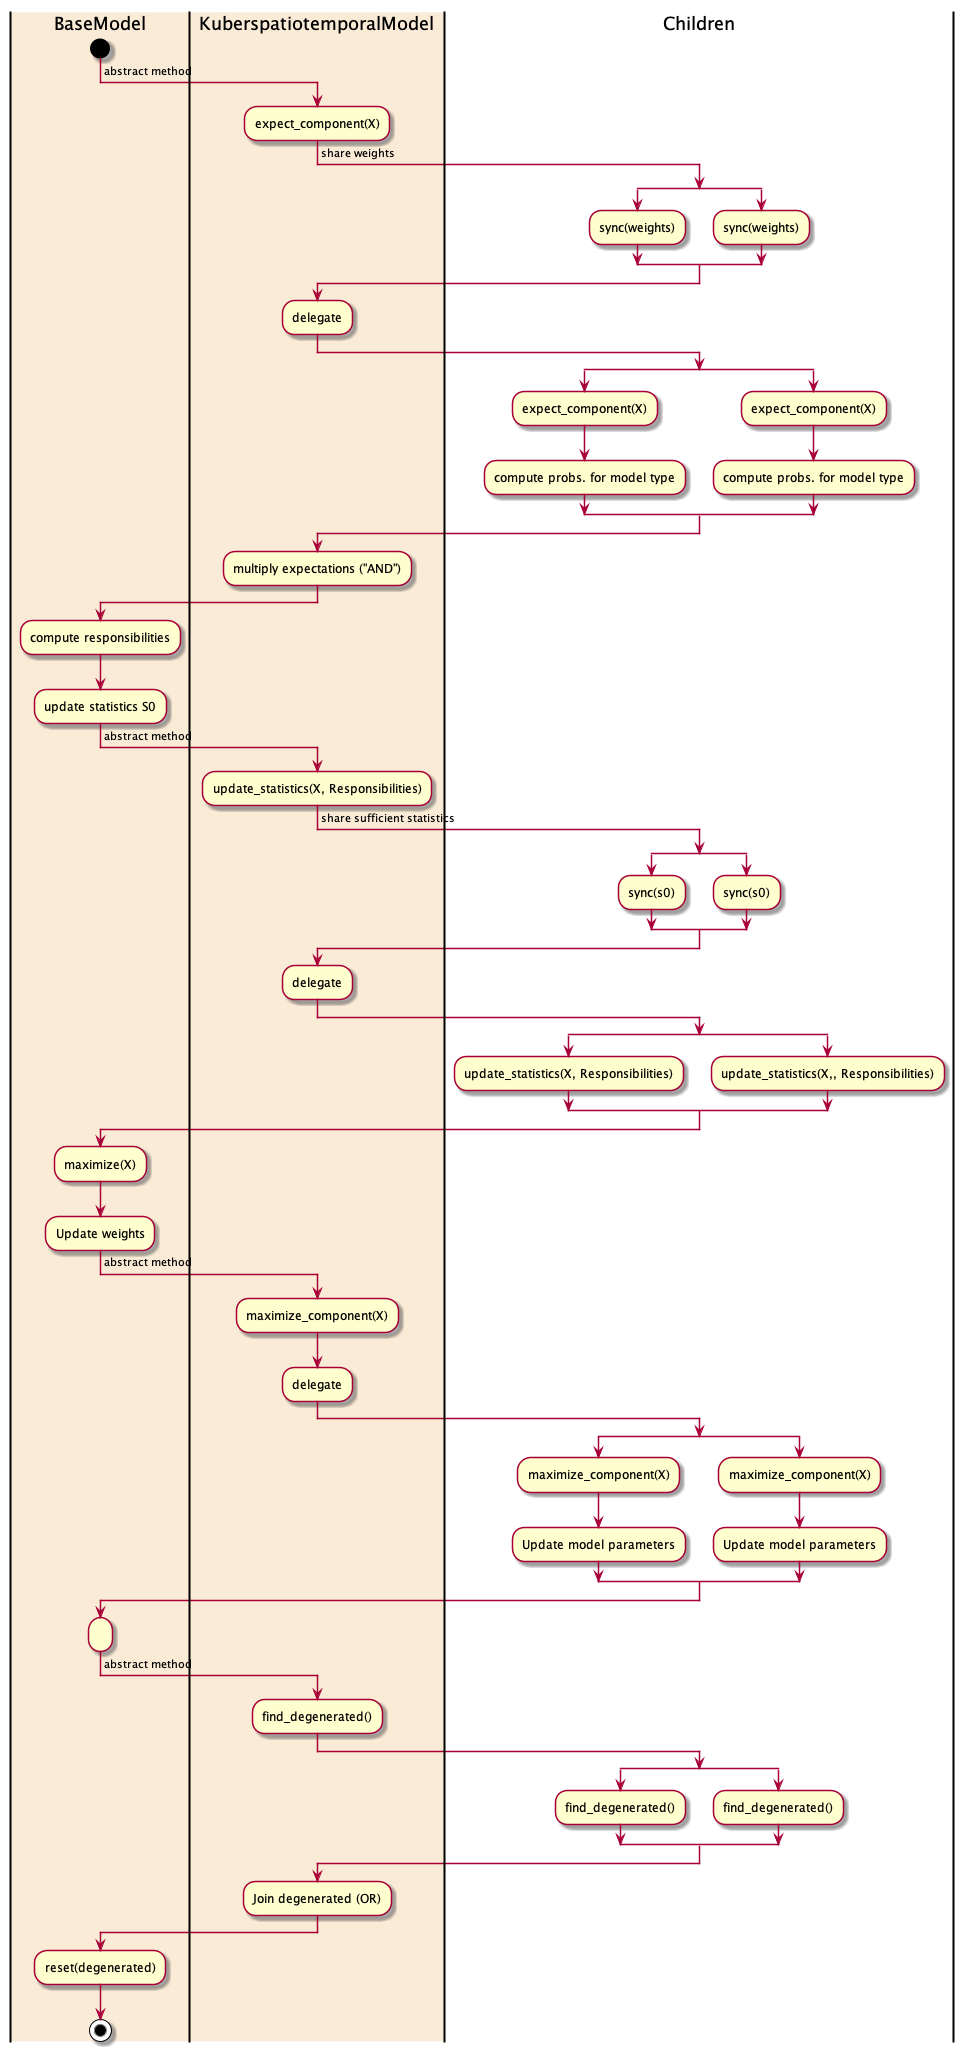 BaseModel
KuberspatiotemporalModel
Children
abstract method
expect_component(X)
share weights
sync(weights)
sync(weights)
delegate
expect_component(X)
expect_component(X)
compute probs. for model type
compute probs. for model type
multiply expectations ("AND")
compute responsibilities
update statistics S0
abstract method
update_statistics(X, Responsibilities)
share sufficient statistics
sync(s0)
sync(s0)
delegate
update_statistics(X, Responsibilities)
update_statistics(X,, Responsibilities)
maximize(X)
Update weights
abstract method
maximize_component(X)
delegate
maximize_component(X)
maximize_component(X)
Update model parameters
Update model parameters
abstract method
find_degenerated()
find_degenerated()
find_degenerated()
Join degenerated (OR)
reset(degenerated)